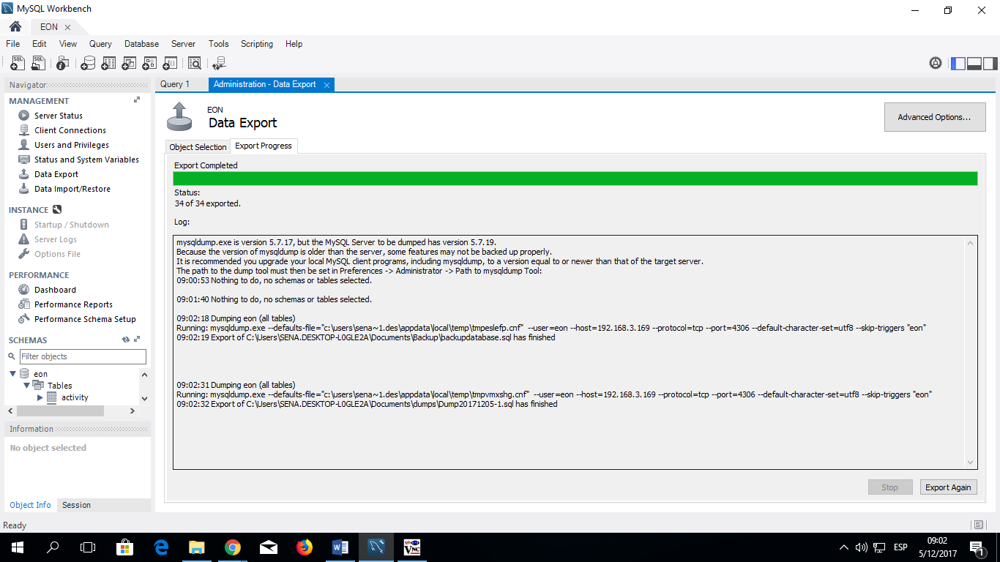 MySQL Workbench
EON
File Edit View Query Database Server Tools Scripting Help
Navigator
MANAGEMENT
Server Status
Client Connections
Users and Privileges
Status and System Variables
Data Export
Data Import/Restore
INSTANCE
Startup / Shutdown
Server Logs
Options File
PERFORMANCE
Dashboard
Performance Reports
Performance Schema Setup
SCHEMAS
Filter objects
eon
Tables
activity
Information
No object selected
Object Info Session
Query 1 Administration - Data Export
EON
Data Export
Advanced Options...
Object Selection Export Progress
Export Completed
Status:
34 of 34 exported.
Log:
mysqldump.exe is version 5.7.17, but the MySQL Server to be dumped has version 5.7.19.
Because the version of mysqldump is older than the server, some features may not be backed up properly.
It is recommended you upgrade your local MySQL client programs, including mysqldump, to a version equal to or newer than that of the target server.
The path to the dump tool must then be set in Preferences -> Administrator -> Path to mysqldump Tool:
09:00:53 Nothing to do, no schemas or tables selected.
09:01:40 Nothing to do, no schemas or tables selected.
09:02:18 Dumping eon (all tables)
Running: mysqldump.exe --defaults-file="c:\users\sena~1.des\appdata\local\temp\tmpeslefp.cnf" --user=eon --host=192.168.3.169 --protocol=tcp --port=4306 --default-character-set=utf8 --skip-triggers "eon"
09:02:19 Export of C:\Users\SENA.DESKTOP-L0GLE2A\Documents\Backup\backupdatabase.sql has finished
09:02:31 Dumping eon (all tables)
Running: mysqldump.exe --defaults-file="c:\users\sena~1.des\appdata\local\temp\tmpvmxshg.cnf" --user=eon --host=192.168.3.169 --protocol=tcp --port=4306 --default-character-set=utf8 --skip-triggers "eon"
09:02:32 Export of C:\Users\SENA.DESKTOP-L0GLE2A\Documents\dumps\Dump20171205-1.sql has finished
Stop Export Again
Ready
ESP
09:02
5/12/2017
1